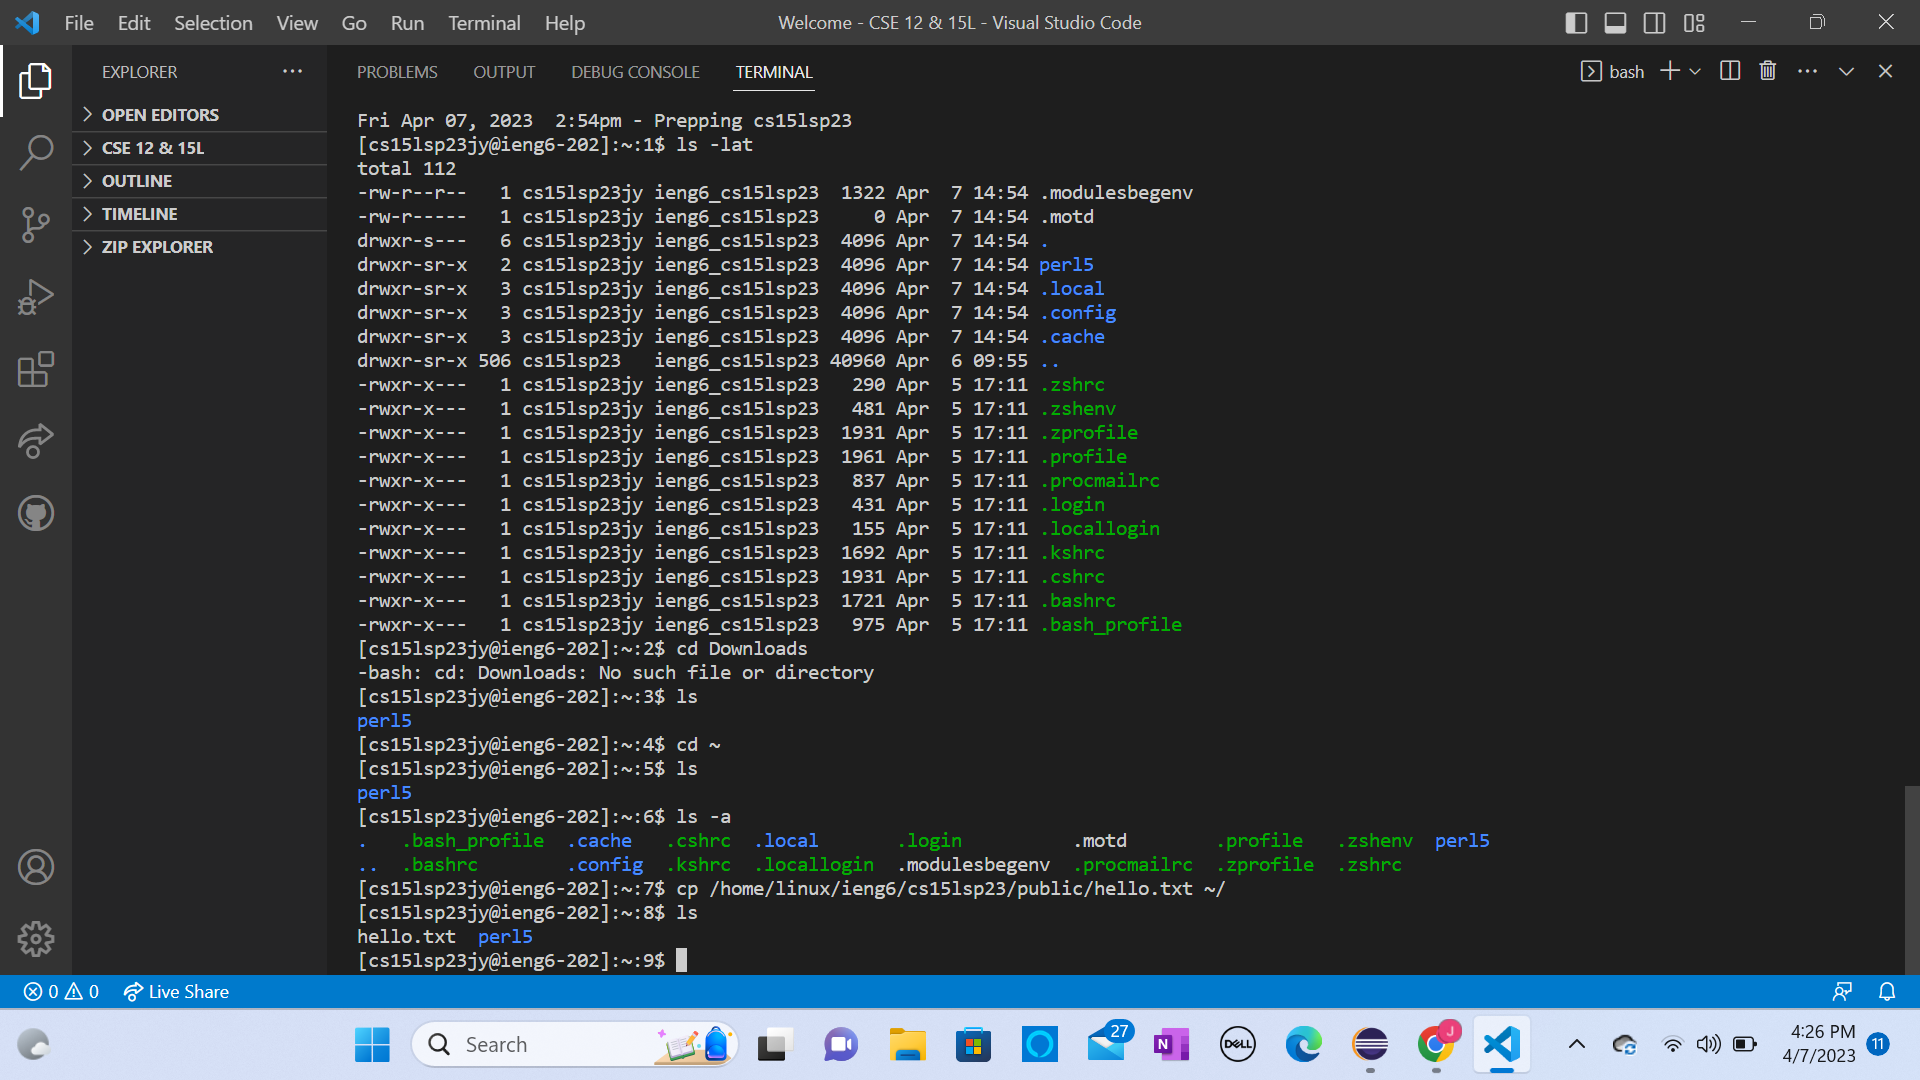 File Edit Selection View Go Run Terminal Help Welcome - CSE 12 & 15L - Visual Studio Code
EXPLORER
OPEN EDITORS
CSE 12 & 15L
OUTLINE
TIMELINE
ZIP EXPLORER
PROBLEMS OUTPUT DEBUG CONSOLE TERMINAL bash
Fri Apr 07, 2023  2:54pm - Prepping cs15lsp23
[cs15lsp23jy@ieng6-202]:~:1$ ls -lat
total 112
-rw-r--r--   1 cs15lsp23jy ieng6_cs15lsp23  1322 Apr  7 14:54 .modulesbegenv
-rw-r-----   1 cs15lsp23jy ieng6_cs15lsp23     0 Apr  7 14:54 .motd
drwxr-s---   6 cs15lsp23jy ieng6_cs15lsp23  4096 Apr  7 14:54 .
drwxr-sr-x   2 cs15lsp23jy ieng6_cs15lsp23  4096 Apr  7 14:54 perl5
drwxr-sr-x   3 cs15lsp23jy ieng6_cs15lsp23  4096 Apr  7 14:54 .local
drwxr-sr-x   3 cs15lsp23jy ieng6_cs15lsp23  4096 Apr  7 14:54 .config
drwxr-sr-x   3 cs15lsp23jy ieng6_cs15lsp23  4096 Apr  7 14:54 .cache
drwxr-sr-x 506 cs15lsp23   ieng6_cs15lsp23 40960 Apr  6 09:55 ..
-rwxr-x---   1 cs15lsp23jy ieng6_cs15lsp23   290 Apr  5 17:11 .zshrc
-rwxr-x---   1 cs15lsp23jy ieng6_cs15lsp23   481 Apr  5 17:11 .zshenv
-rwxr-x---   1 cs15lsp23jy ieng6_cs15lsp23  1931 Apr  5 17:11 .zprofile
-rwxr-x---   1 cs15lsp23jy ieng6_cs15lsp23  1961 Apr  5 17:11 .profile
-rwxr-x---   1 cs15lsp23jy ieng6_cs15lsp23   837 Apr  5 17:11 .procmailrc
-rwxr-x---   1 cs15lsp23jy ieng6_cs15lsp23   431 Apr  5 17:11 .login
-rwxr-x---   1 cs15lsp23jy ieng6_cs15lsp23   155 Apr  5 17:11 .locallogin
-rwxr-x---   1 cs15lsp23jy ieng6_cs15lsp23  1692 Apr  5 17:11 .kshrc
-rwxr-x---   1 cs15lsp23jy ieng6_cs15lsp23  1931 Apr  5 17:11 .cshrc
-rwxr-x---   1 cs15lsp23jy ieng6_cs15lsp23  1721 Apr  5 17:11 .bashrc
-rwxr-x---   1 cs15lsp23jy ieng6_cs15lsp23   975 Apr  5 17:11 .bash_profile
[cs15lsp23jy@ieng6-202]:~:2$ cd Downloads
-bash: cd: Downloads: No such file or directory
[cs15lsp23jy@ieng6-202]:~:3$ ls
perl5
[cs15lsp23jy@ieng6-202]:~:4$ cd ~
[cs15lsp23jy@ieng6-202]:~:5$ ls
perl5
[cs15lsp23jy@ieng6-202]:~:6$ ls -a
.   .bash_profile  .cache   .cshrc  .local       .login          .motd        .profile   .zshenv  perl5
..  .bashrc        .config  .kshrc  .locallogin  .modulesbegenv  .procmailrc  .zprofile  .zshrc
[cs15lsp23jy@ieng6-202]:~:7$ cp /home/linux/ieng6/cs15lsp23/public/hello.txt ~/
[cs15lsp23jy@ieng6-202]:~:8$ ls
hello.txt  perl5
[cs15lsp23jy@ieng6-202]:~:9$
0 0 Live Share
Search
27
N
DELL
J
4:26 PM
4/7/2023
11